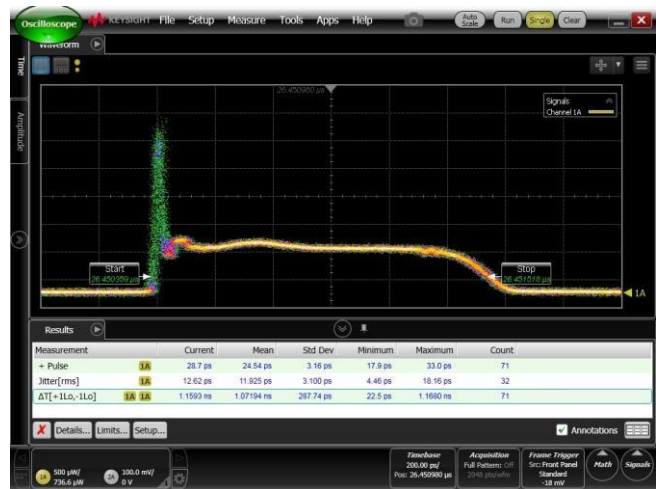 Oscilloscope KEYSIGHT File Setup Measure Tools Apps Help Auto Scale Run Single Clear
Waveform
Time
Amplitude
26.450980 µs
Signals
Channel 1A
Start
26.450359 µs
Stop
26.451518 µs
1A
Results
Measurement Current Mean Std Dev Minimum Maximum Count
+ Pulse 1A 28.7 ps 24.54 ps 3.16 ps 17.9 ps 33.0 ps 71
Jitter[rms] 1A 12.62 ps 11.925 ps 3.100 ps 4.46 ps 18.16 ps 32
ΔT[+1Lo,-1Lo] 1A 1A 1.1593 ns 1.07194 ns 287.74 ps 22.5 ps 1.1680 ns 71
Details... Limits... Setup... Annotations
1A 500 µW/ 736.6 µW 2A 100.0 mV/ 0 V
Timebase
200.00 ps/
Pos: 26.450980 µs
Acquisition
Full Pattern: Off
2048 pts/wfm
Frame Trigger
Src: Front Panel
Standard
-18 mV
Math
Signals